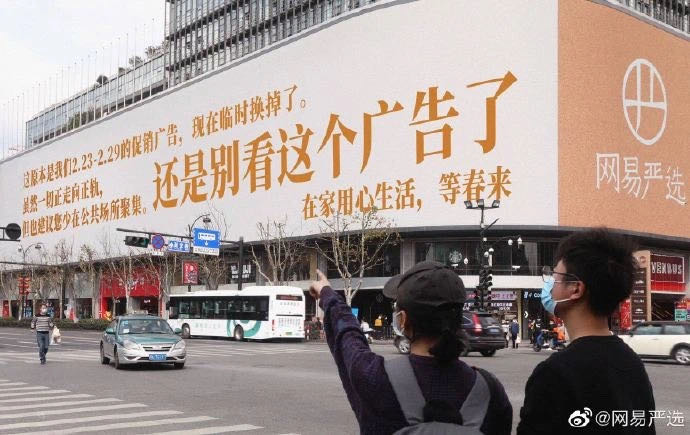 这原本是我们2.23-2.29的促销广告，现在临时换掉了。
虽然一切正走向正轨，
但也建议您少在公共场所聚集。
还是别看这个广告了
在家用心生活，等春来
网易严选
@网易严选